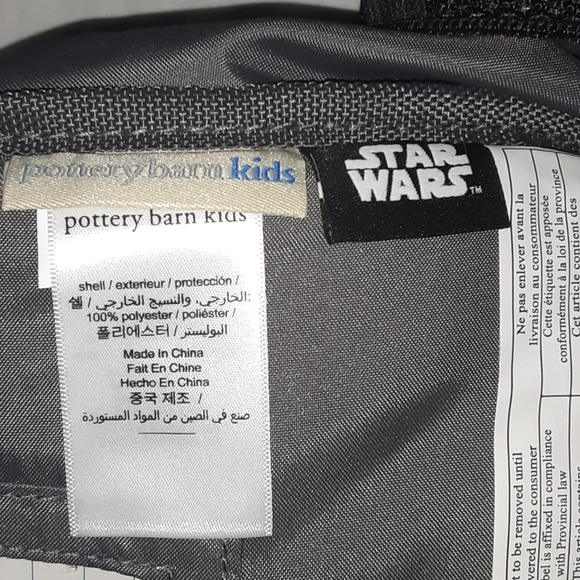 pottery barn kids
STAR
WARS™
pottery barn kids
shell / exterieur / protección /
쉘 / الخارجي، والنسيج الخارجي:
100% polyester / poliéster /
폴리에스터 / البوليستر
Made In China
Fait En Chine
Hecho En China
중국 제조 /
صنع في الصين من المواد المستوردة
Ne pas enlever avant la
livraison au consommateur
Cette étiquette est apposée
conformément à la loi de la province
Cet article contient des
t to be removed until
vered to the consumer
bel is affixed in compliance
with Provincial law
This article contains